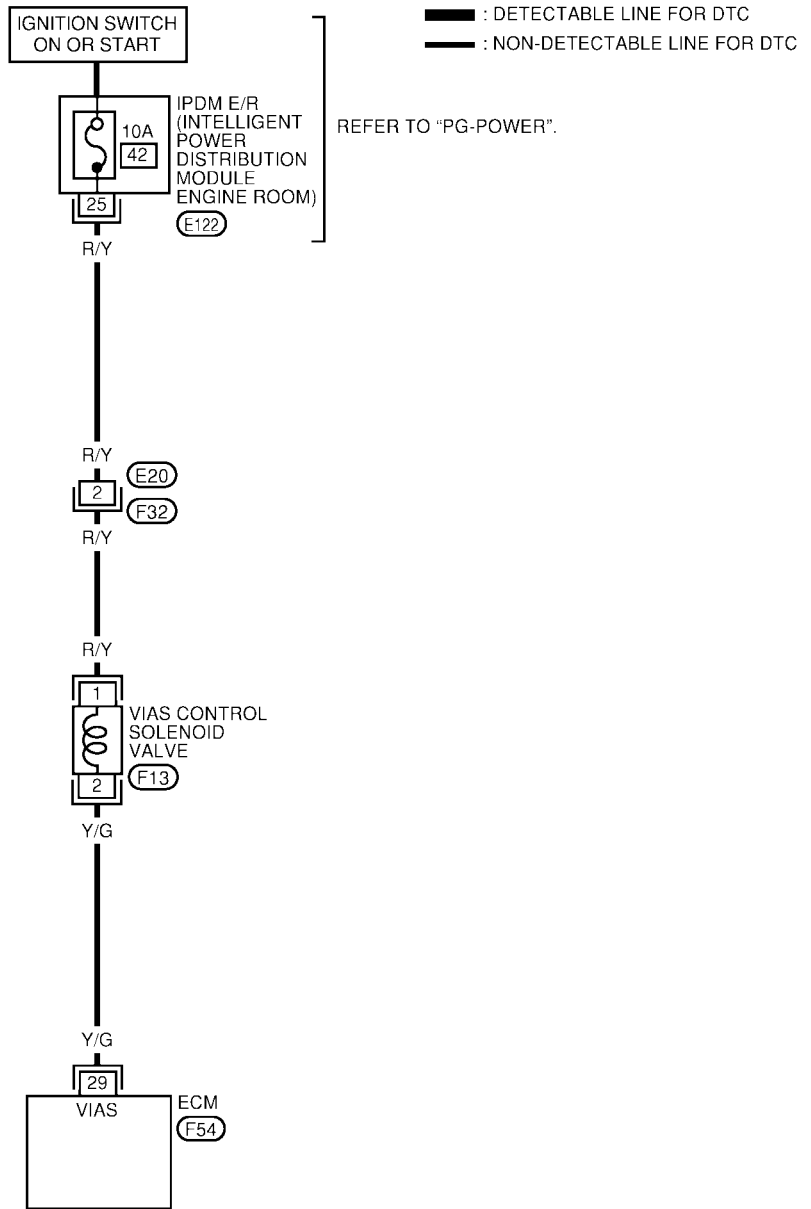 IGNITION SWITCH
ON OR START
: DETECTABLE LINE FOR DTC
: NON-DETECTABLE LINE FOR DTC
10A
42
IPDM E/R
(INTELLIGENT
POWER
DISTRIBUTION
MODULE
ENGINE ROOM)
E122
REFER TO “PG-POWER”.
25
R/Y
R/Y
2
E20
F32
R/Y
R/Y
1
VIAS CONTROL
SOLENOID
VALVE
F13
2
Y/G
Y/G
29
VIAS
ECM
F54